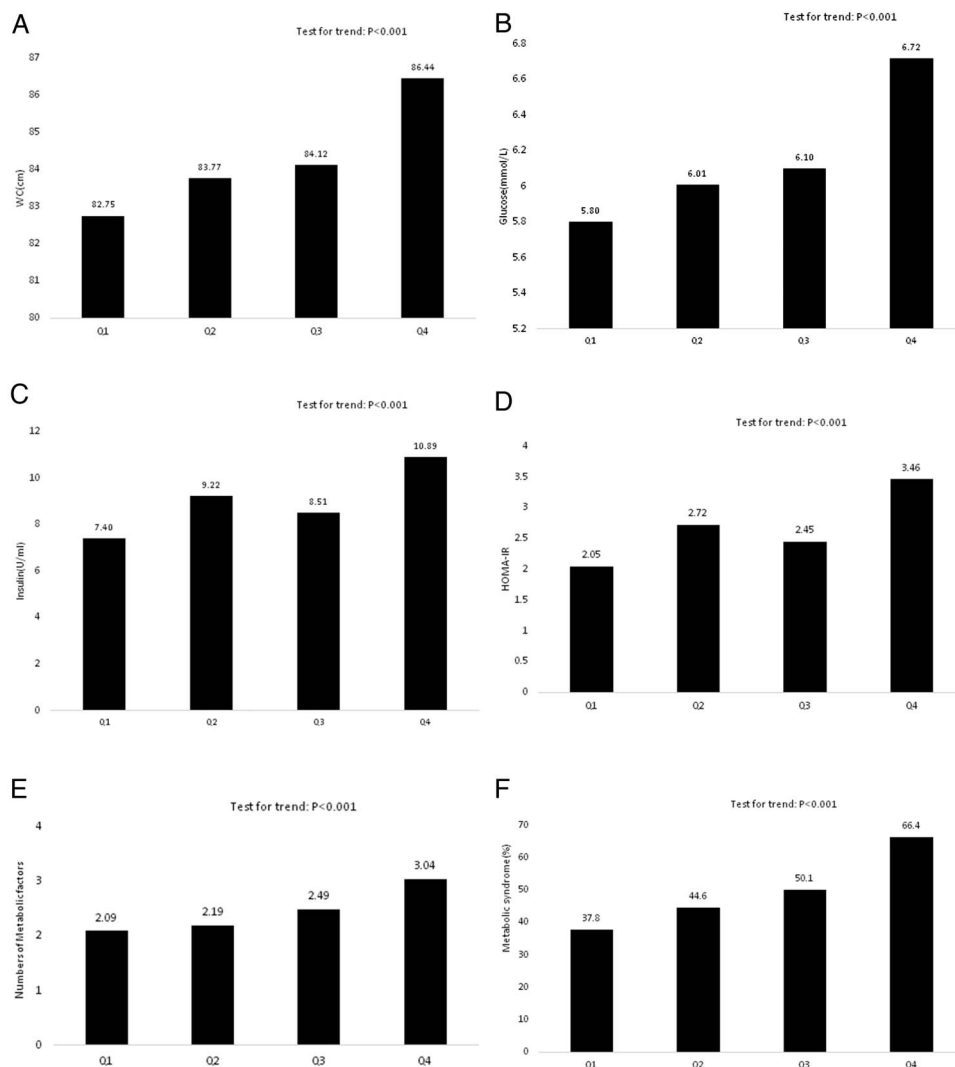 A
Test for trend: P<0.001
WC(cm)
87
86
85
84
83
82
81
80
82.75
83.77
84.12
86.44
Q1
Q2
Q3
Q4
B
Test for trend: P<0.001
Glucose(mmol/L)
6.8
6.6
6.4
6.2
6
5.8
5.6
5.4
5.2
5.80
6.01
6.10
6.72
Q1
Q2
Q3
Q4
C
Test for trend: P<0.001
Insulin(U/ml)
12
10
8
6
4
2
0
7.40
9.22
8.51
10.89
Q1
Q2
Q3
Q4
D
Test for trend: P<0.001
HOMA-IR
4
3.5
3
2.5
2
1.5
1
0.5
0
2.05
2.72
2.45
3.46
Q1
Q2
Q3
Q4
E
Test for trend: P<0.001
Numbers of Metabolic factors
4
3
2
1
0
2.09
2.19
2.49
3.04
Q1
Q2
Q3
Q4
F
Test for trend: P<0.001
Metabolic syndrome(%)
70
60
50
40
30
20
10
0
37.8
44.6
50.1
66.4
Q1
Q2
Q3
Q4